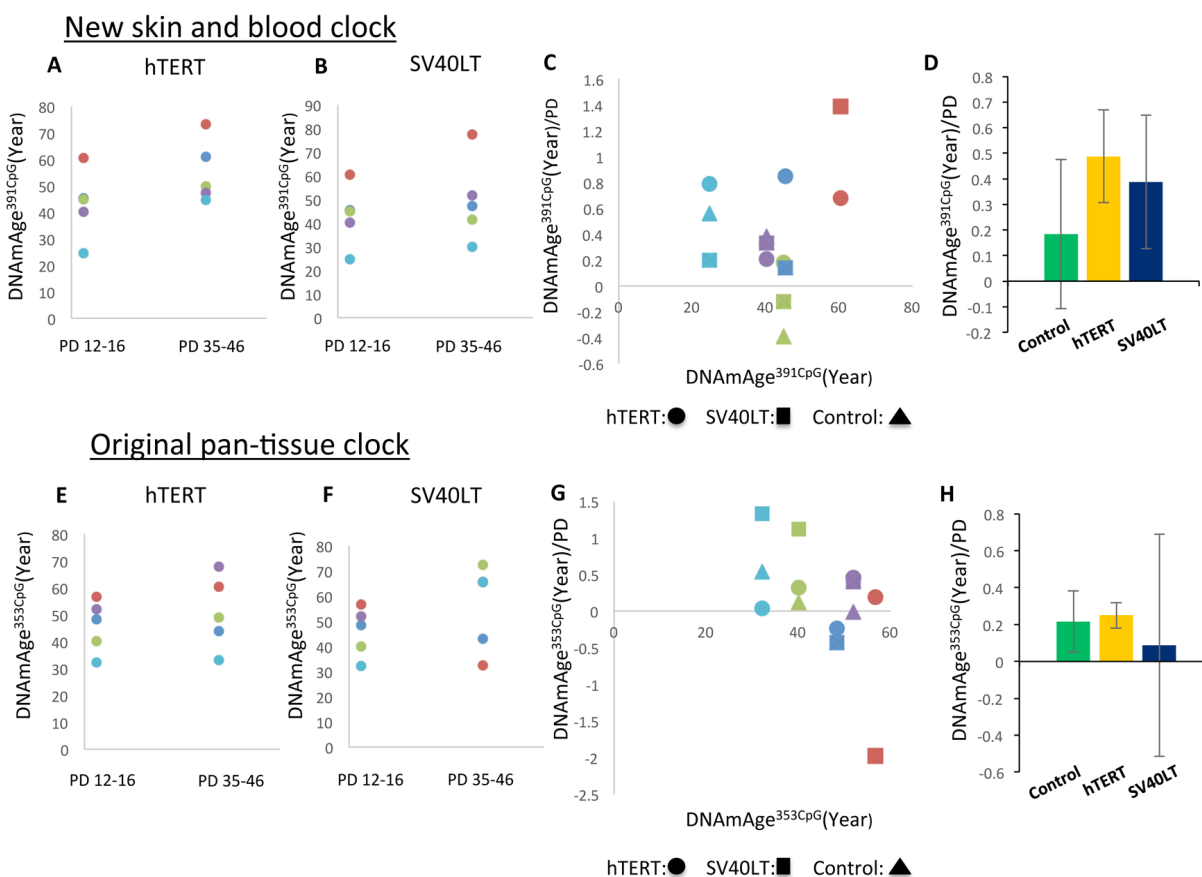 New skin and blood clock
A
hTERT
DNAmAge391CpG(Year)
80
70
60
50
40
30
20
10
0
PD 12-16
PD 35-46
B
SV40LT
DNAmAge391CpG(Year)
90
80
70
60
50
40
30
20
10
0
PD 12-16
PD 35-46
C
DNAmAge391CpG(Year)/PD
1.6
1.4
1.2
1
0.8
0.6
0.4
0.2
0
-0.2
-0.4
-0.6
0
20
40
60
80
DNAmAge391CpG(Year)
hTERT: SV40LT: Control:
D
DNAmAge391CpG(Year)/PD
0.8
0.7
0.6
0.5
0.4
0.3
0.2
0.1
0
-0.1
-0.2
Control
hTERT
SV40LT
Original pan-tissue clock
E
hTERT
DNAmAge353CpG(Year)
80
70
60
50
40
30
20
10
0
PD 12-16
PD 35-46
F
SV40LT
DNAmAge353CpG(Year)
80
70
60
50
40
30
20
10
0
PD 12-16
PD 35-46
G
DNAmAge353CpG(Year)/PD
1.5
1
0.5
0
-0.5
-1
-1.5
-2
-2.5
0
20
40
60
DNAmAge353CpG(Year)
hTERT: SV40LT: Control:
H
DNAmAge353CpG(Year)/PD
0.8
0.6
0.4
0.2
0
-0.2
-0.4
-0.6
Control
hTERT
SV40LT